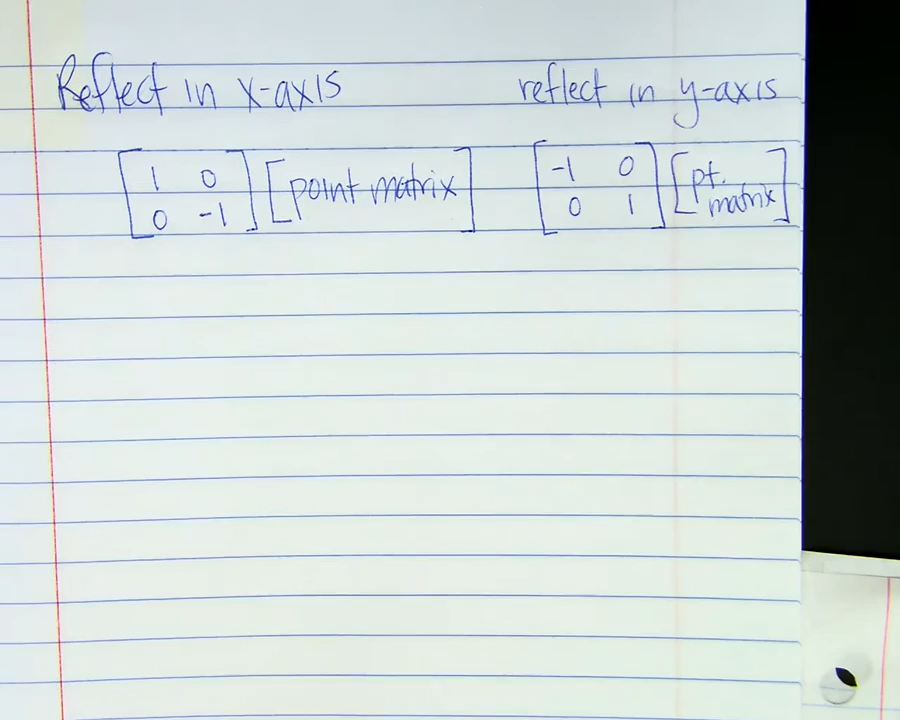 Reflect in x-axis
reflect in y-axis
1 0 point matrix
0 -1
-1 0 pt.
0 1 matrix